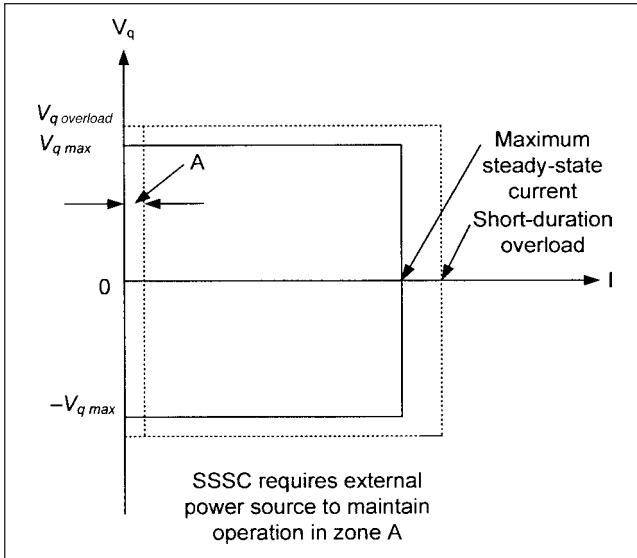 V_q
V_q overload
V_q max
A
Maximum
steady-state
current
Short-duration
overload
0
I
–V_q max
SSSC requires external
power source to maintain
operation in zone A